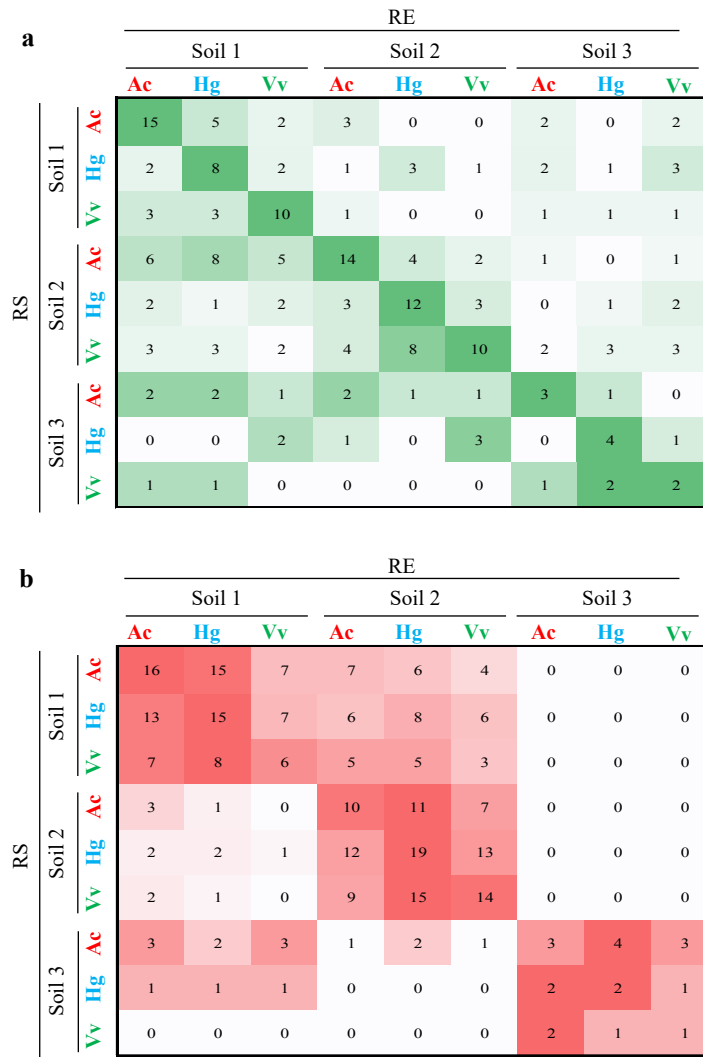 a
RE
Soil 1 Soil 2 Soil 3
Ac Hg Vv Ac Hg Vv Ac Hg Vv
RS
Soil 1
Ac 15 5 2 3 0 0 2 0 2
Hg 2 8 2 1 3 1 2 1 3
Vv 3 3 10 1 0 0 1 1 1
Soil 2
Ac 6 8 5 14 4 2 1 0 1
Hg 2 1 2 3 12 3 0 1 2
Vv 3 3 2 4 8 10 2 3 3
Soil 3
Ac 2 2 1 2 1 1 3 1 0
Hg 0 0 2 1 0 3 0 4 1
Vv 1 1 0 0 0 0 1 2 2
b
RE
Soil 1 Soil 2 Soil 3
Ac Hg Vv Ac Hg Vv Ac Hg Vv
RS
Soil 1
Ac 16 15 7 7 6 4 0 0 0
Hg 13 15 7 6 8 6 0 0 0
Vv 7 8 6 5 5 3 0 0 0
Soil 2
Ac 3 1 0 10 11 7 0 0 0
Hg 2 2 1 12 19 13 0 0 0
Vv 2 1 0 9 15 14 0 0 0
Soil 3
Ac 3 2 3 1 2 1 3 4 3
Hg 1 1 1 0 0 0 2 2 1
Vv 0 0 0 0 0 0 2 1 1